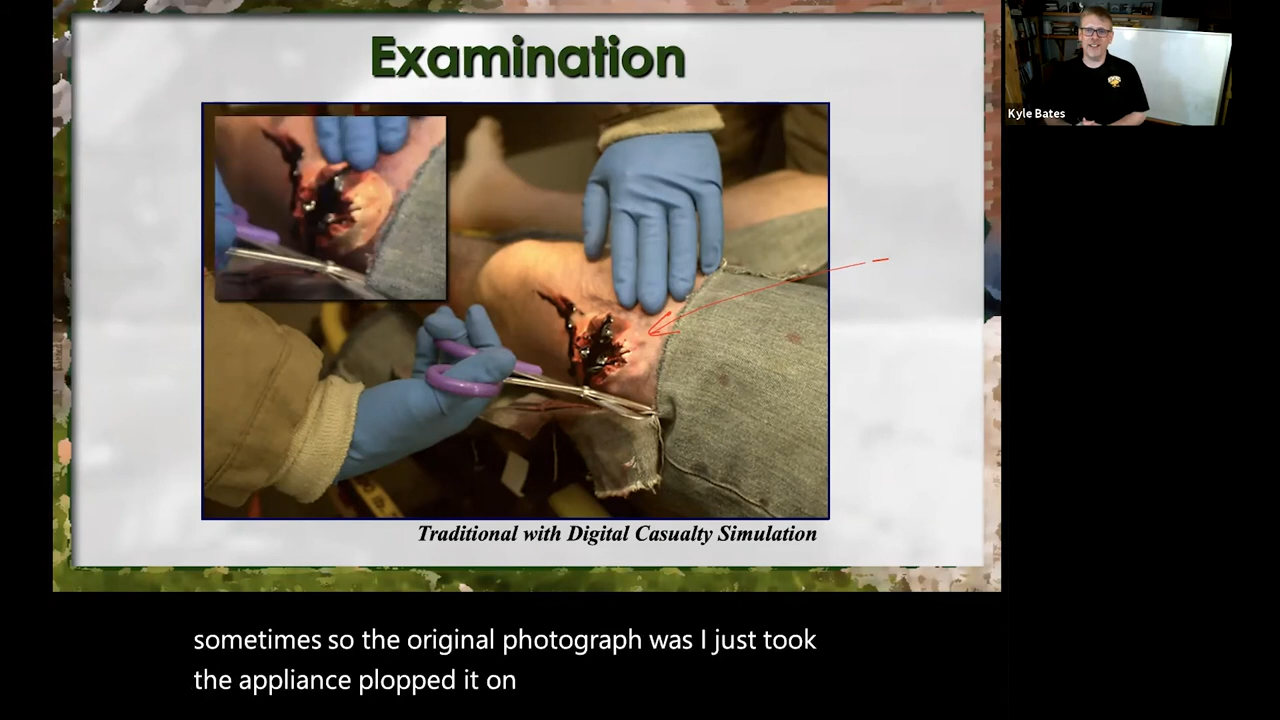 Examination
Kyle Bates
Traditional with Digital Casualty Simulation
sometimes so the original photograph was I just took
the appliance plopped it on